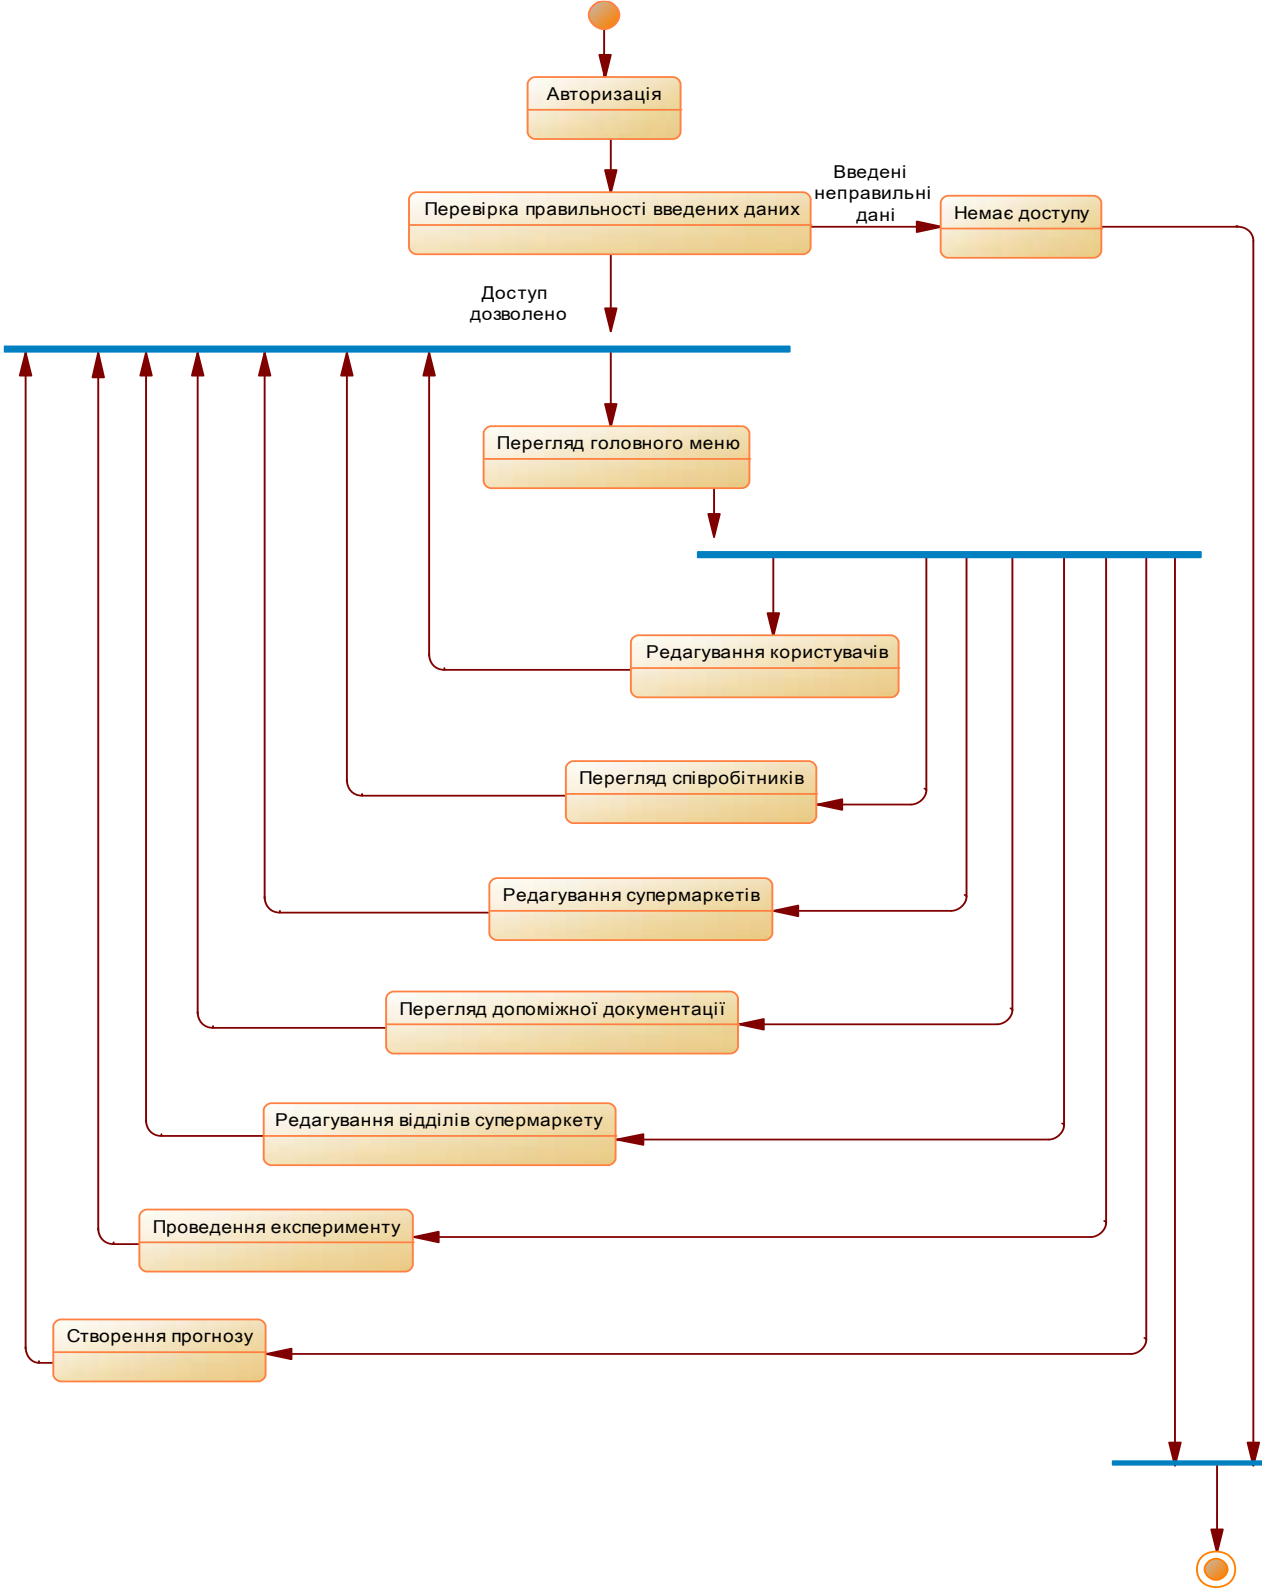 Авторизація
Введені
неправильні
дані
Перевірка правильності введених даних
Немає доступу
Доступ
дозволено
Перегляд головного меню
Редагування користувачів
Перегляд співробітників
Редагування супермаркетів
Перегляд допоміжної документації
Редагування відділів супермаркету
Проведення експерименту
Створення прогнозу